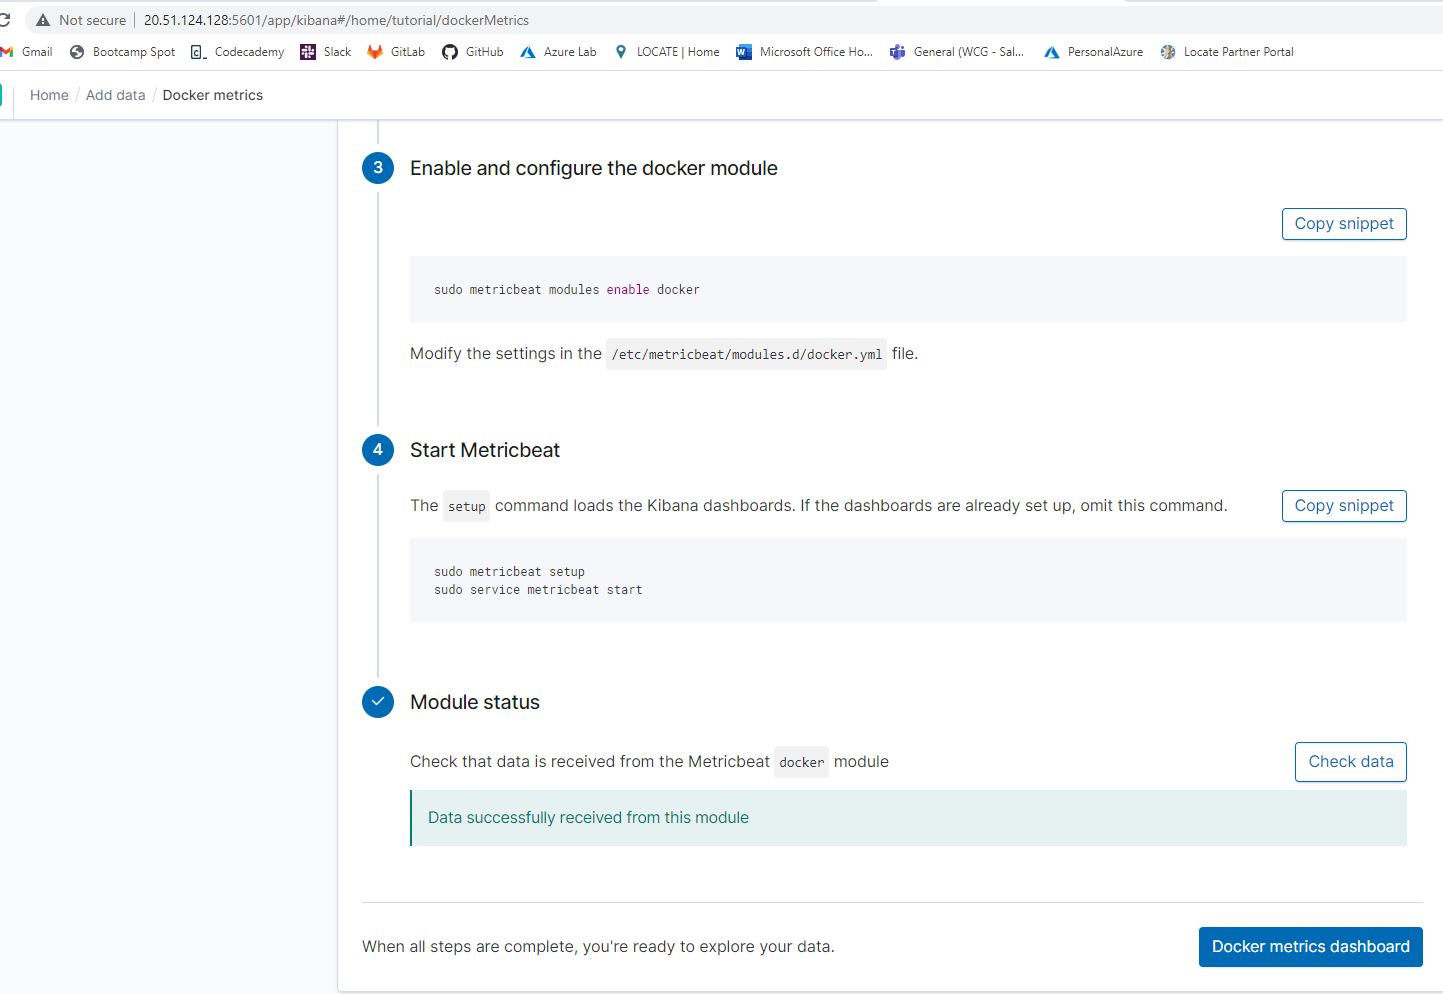 Not secure | 20.51.124.128:5601/app/kibana#/home/tutorial/dockerMetrics
Gmail Bootcamp Spot Codecademy Slack GitLab GitHub Azure Lab LOCATE | Home Microsoft Office Ho... General (WCG - Sal... PersonalAzure Locate Partner Portal
Home / Add data / Docker metrics
3 Enable and configure the docker module
Copy snippet
sudo metricbeat modules enable docker
Modify the settings in the /etc/metricbeat/modules.d/docker.yml file.
4 Start Metricbeat
The setup command loads the Kibana dashboards. If the dashboards are already set up, omit this command.
Copy snippet
sudo metricbeat setup
sudo service metricbeat start
Module status
Check that data is received from the Metricbeat docker module
Check data
Data successfully received from this module
When all steps are complete, you're ready to explore your data.
Docker metrics dashboard